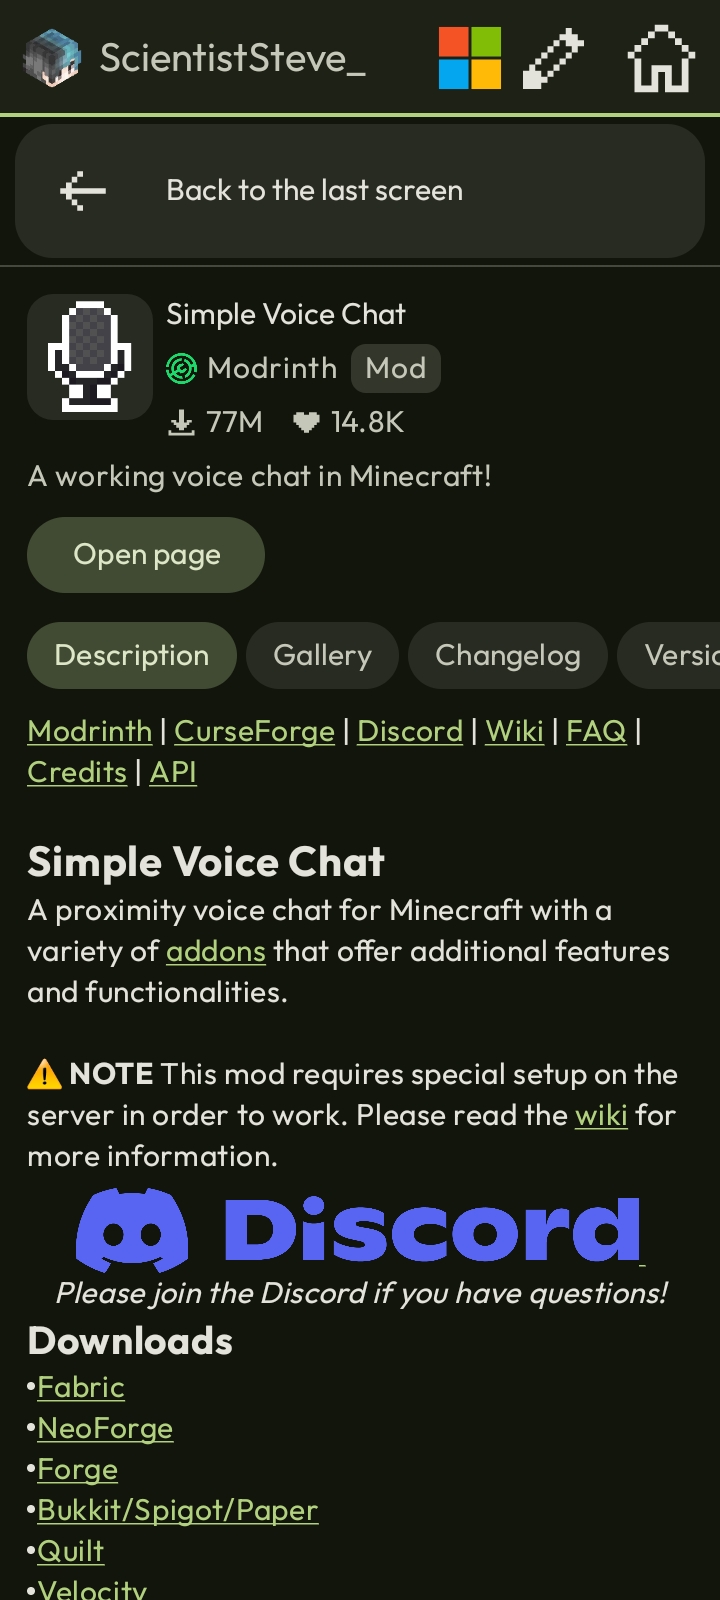 ScientistSteve_
Back to the last screen
Simple Voice Chat
Modrinth Mod
77M 14.8K
A working voice chat in Minecraft!
Open page
Description Gallery Changelog Versio
Modrinth | CurseForge | Discord | Wiki | FAQ |
Credits | API
Simple Voice Chat
A proximity voice chat for Minecraft with a
variety of addons that offer additional features
and functionalities.
⚠️ NOTE This mod requires special setup on the
server in order to work. Please read the wiki for
more information.
Discord
Please join the Discord if you have questions!
Downloads
•Fabric
•NeoForge
•Forge
•Bukkit/Spigot/Paper
•Quilt
•Velocity